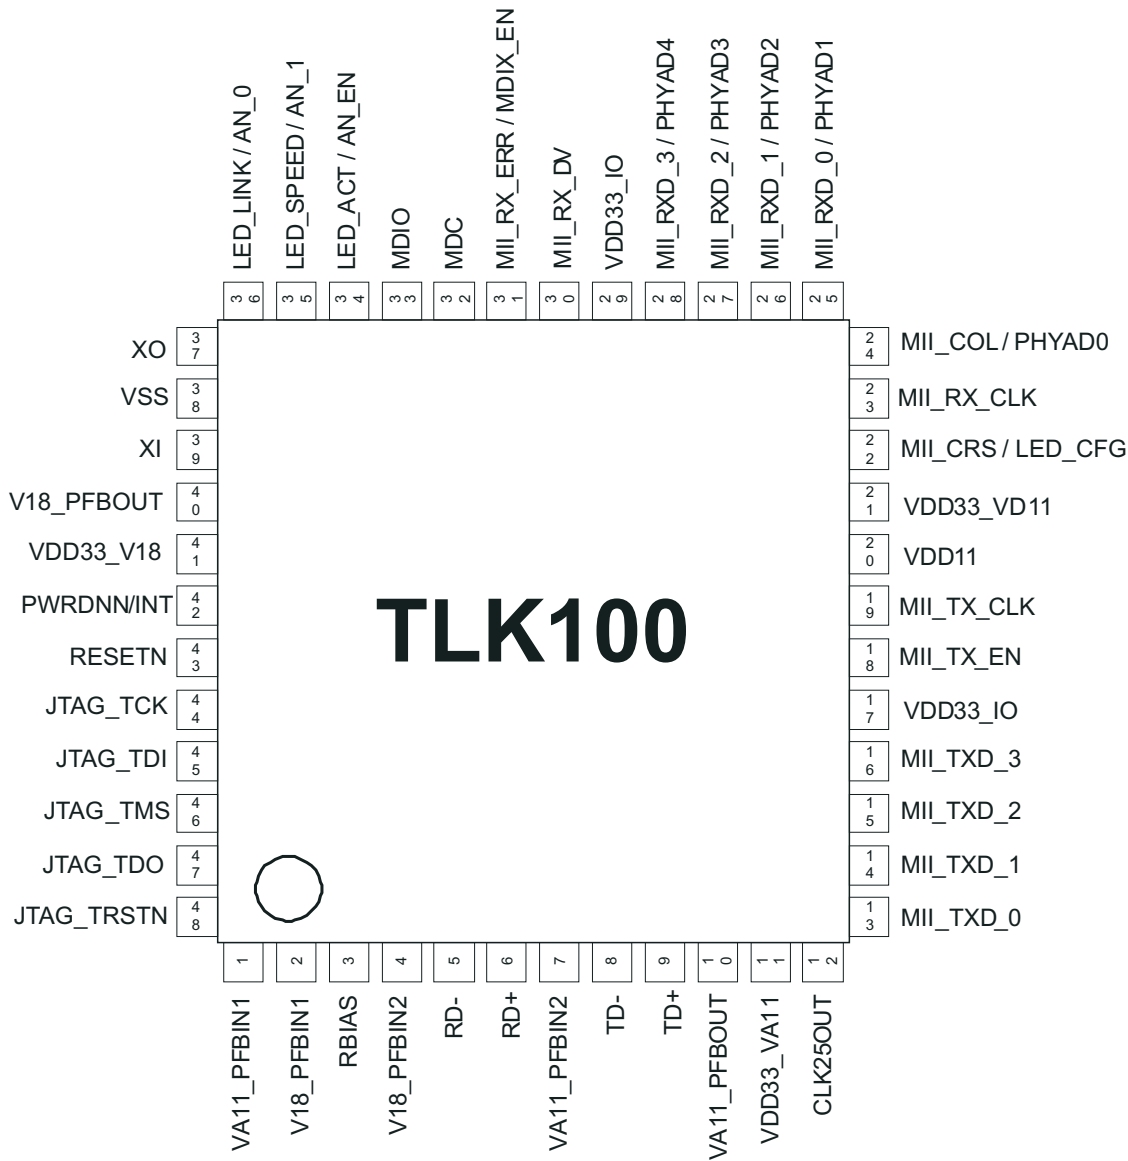 LED_LINK / AN_0
LED_SPEED / AN_1
LED_ACT / AN_EN
MDIO
MDC
MII_RX_ERR / MDIX_EN
MII_RX_DV
VDD33_IO
MII_RXD_3 / PHYAD4
MII_RXD_2 / PHYAD3
MII_RXD_1 / PHYAD2
MII_RXD_0 / PHYAD1
36
35
34
33
32
31
30
29
28
27
26
25
XO 37
VSS 38
XI 39
V18_PFBOUT 40
VDD33_V18 41
PWRDNN/INT 42
RESETN 43
JTAG_TCK 44
JTAG_TDI 45
JTAG_TMS 46
JTAG_TDO 47
JTAG_TRSTN 48
TLK100
24 MII_COL / PHYAD0
23 MII_RX_CLK
22 MII_CRS / LED_CFG
21 VDD33_VD11
20 VDD11
19 MII_TX_CLK
18 MII_TX_EN
17 VDD33_IO
16 MII_TXD_3
15 MII_TXD_2
14 MII_TXD_1
13 MII_TXD_0
1
2
3
4
5
6
7
8
9
10
11
12
VA11_PFBIN1
V18_PFBIN1
RBIAS
V18_PFBIN2
RD-
RD+
VA11_PFBIN2
TD-
TD+
VA11_PFBOUT
VDD33_VA11
CLK25OUT